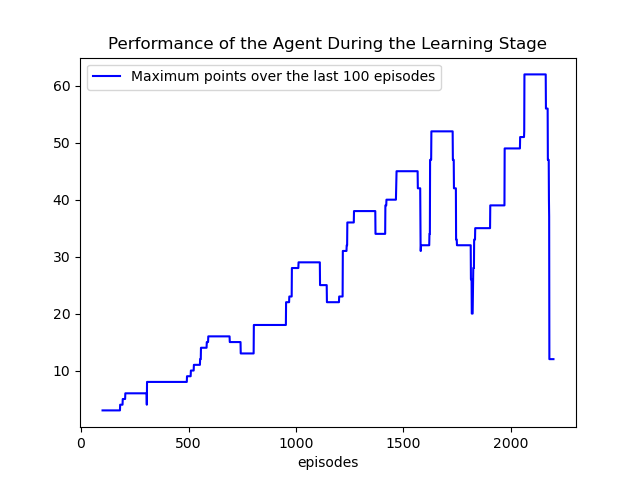 Performance of the Agent During the Learning Stage
Maximum points over the last 100 episodes
60
50
40
30
20
10
0 500 1000 1500 2000
episodes